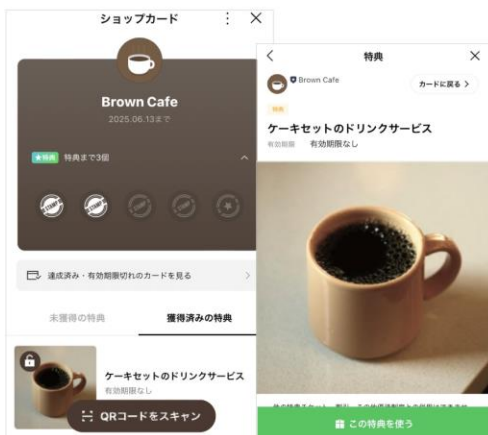 ショップカード
Brown Cafe
2025.06.13まで
特典
特典まで3個
達成済み・有効期限切れのカードを見る
未獲得の特典
獲得済みの特典
ケーキセットのドリンクサービス
有効期限なし
QRコードをスキャン
特典
Brown Cafe
カードに戻る
特典
ケーキセットのドリンクサービス
有効期限 有効期限なし
この特典を使う